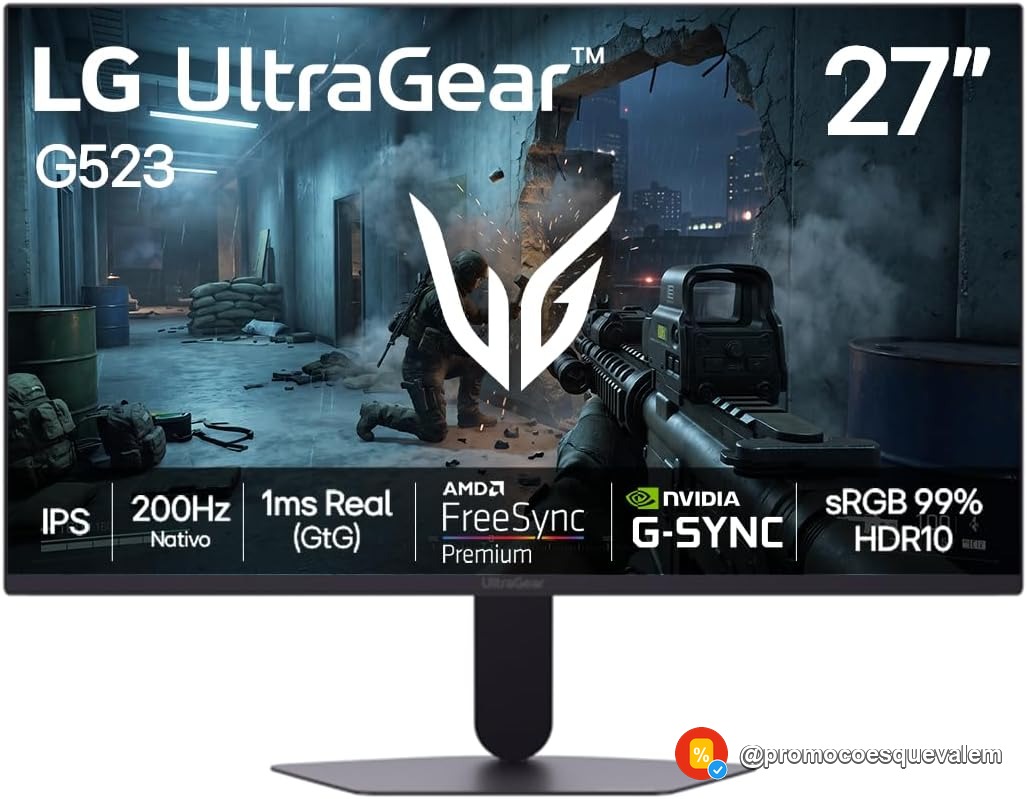 LG UltraGear™
27"
G523
IPS
200Hz
Nativo
1ms Real
(GtG)
AMD
FreeSync
Premium
NVIDIA
G-SYNC
sRGB 99%
HDR10
UltraGear
%
@promocoesquevalem